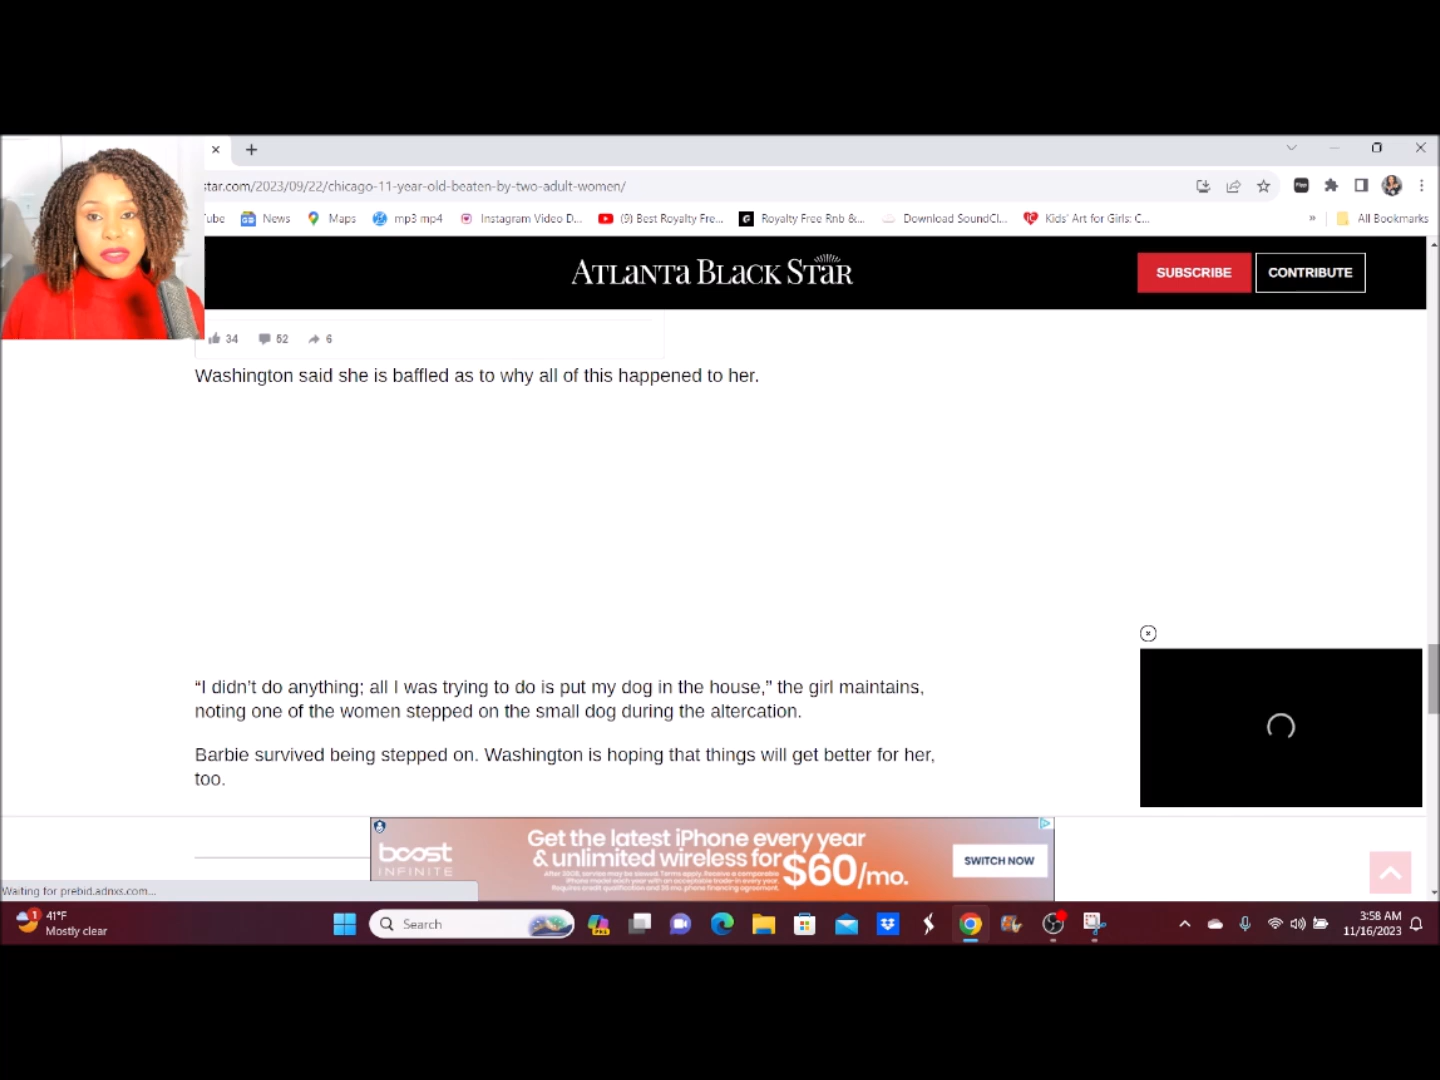 star.com/2023/09/22/chicago-11-year-old-beaten-by-two-adult-women/
ube
News
Maps
mp3 mp4
Instagram Video D...
(9) Best Royalty Fre...
Royalty Free Rnb &...
Download SoundCl...
Kids' Art for Girls: C...
»
All Bookmarks
ATLANTA BLACK STAR
SUBSCRIBE
CONTRIBUTE
34
52
6
Washington said she is baffled as to why all of this happened to her.
“I didn’t do anything; all I was trying to do is put my dog in the house,” the girl maintains,
noting one of the women stepped on the small dog during the altercation.
Barbie survived being stepped on. Washington is hoping that things will get better for her,
too.
boost
INFINITE
Get the latest iPhone every year
& unlimited wireless for $60/mo.
SWITCH NOW
Waiting for prebid.adnxs.com...
1
41°F
Mostly clear
Search
3:58 AM
11/16/2023